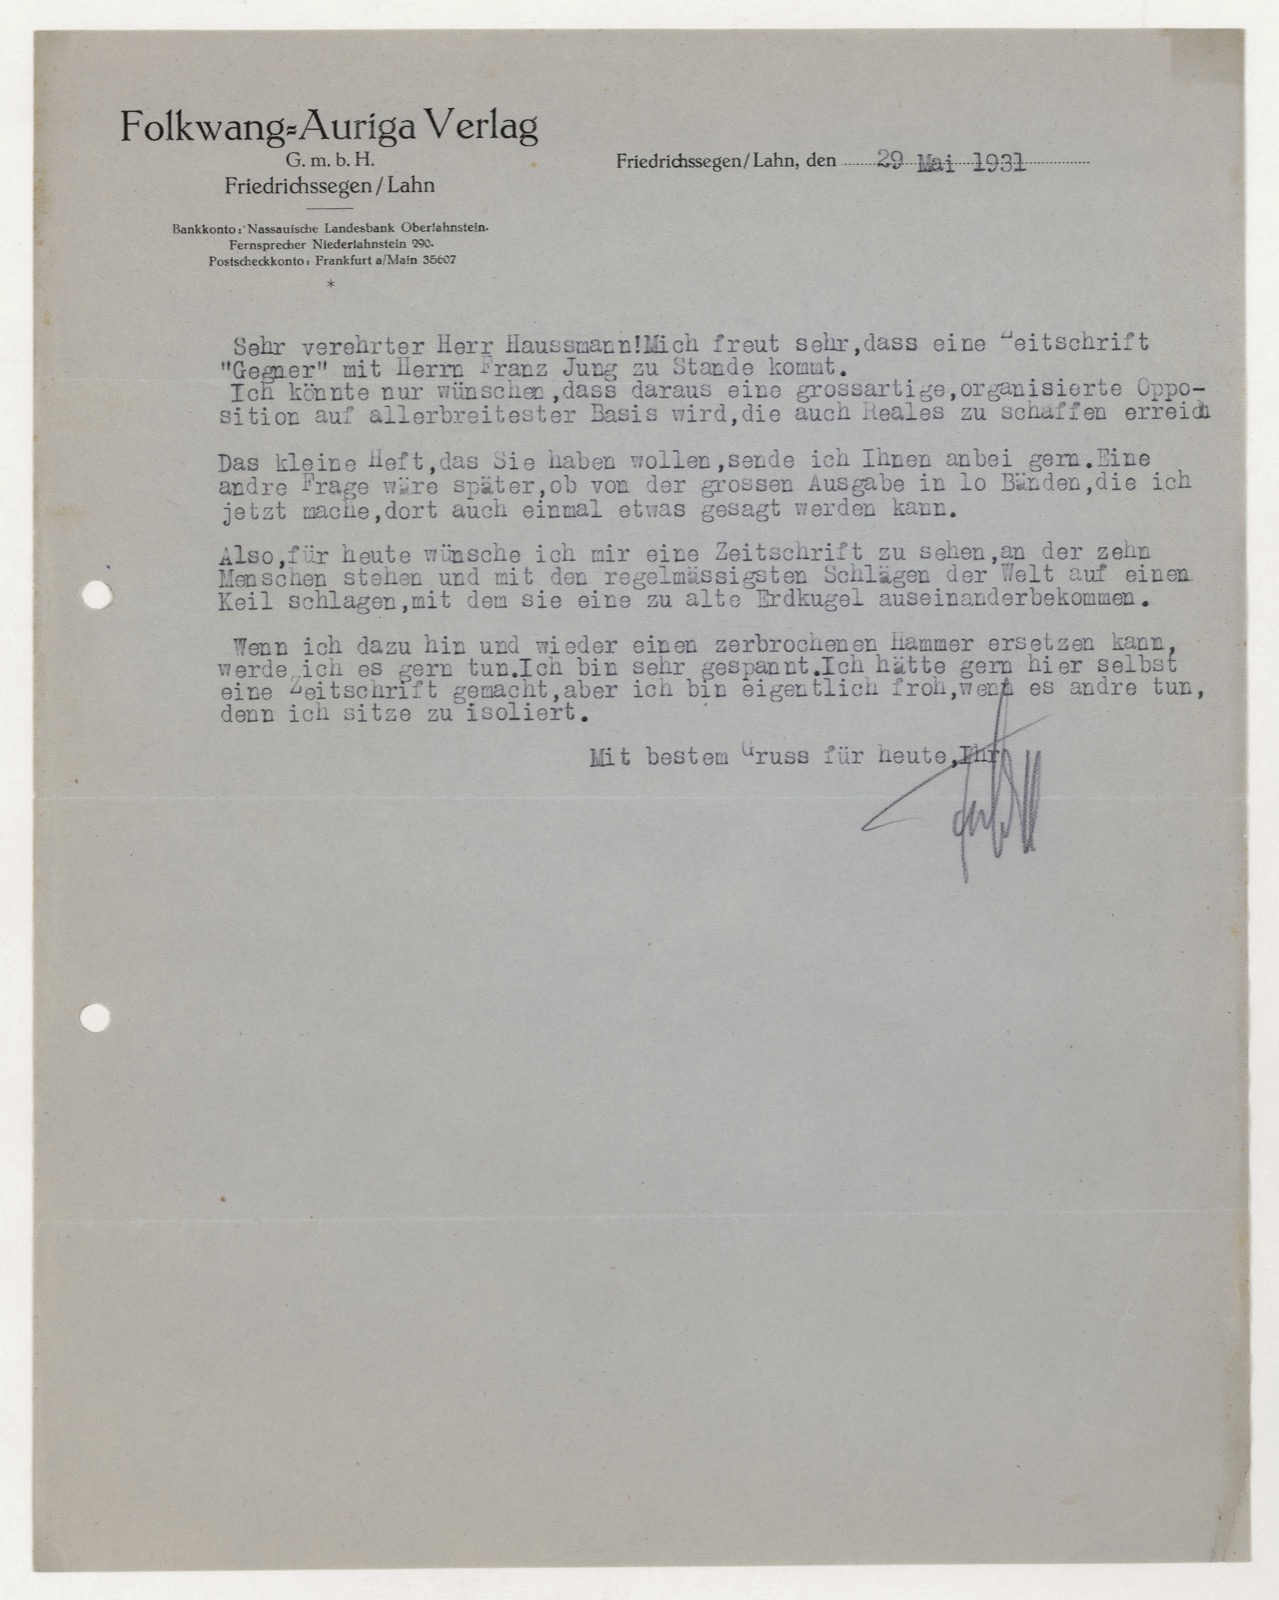 Folkwang=Auriga Verlag
G. m. b. H.
Friedrichssegen/Lahn
Friedrichssegen/Lahn, den 29 Mai 1931
Bankkonto: Nassauische Landesbank Oberlahnstein.
Fernsprecher Niederlahnstein 290.
Postscheckkonto: Frankfurt a/Main 35607
*
Sehr verehrter Herr Haussmann!Mich freut sehr,dass eine Zeitschrift
"Gegner" mit Herrn Franz Jung zu Stande kommt.
Ich könnte nur wünschen,dass daraus eine grossartige,organisierte Oppo-
sition auf allerbreitester Basis wird,die auch Reales zu schaffen erreich
Das kleine Heft,das Sie haben wollen,sende ich Ihnen anbei gern.Eine
andre Frage wäre später,ob von der grossen Ausgabe in lo Bänden,die ich
jetzt mache,dort auch einmal etwas gesagt werden kann.
Also,für heute wünsche ich mir eine Zeitschrift zu sehen,an der zehn
Menschen stehen und mit den regelmässigsten Schlägen der Welt auf einen
Keil schlagen,mit dem sie eine zu alte Erdkugel auseinanderbekommen.
Wenn ich dazu hin und wieder einen zerbrochenen Hammer ersetzen kann,
werde ich es gern tun.Ich bin sehr gespannt.Ich hätte gern hier selbst
eine Zeitschrift gemacht,aber ich bin eigentlich froh,wenn es andre tun,
denn ich sitze zu isoliert.
Mit bestem Gruss für heute,Ihr